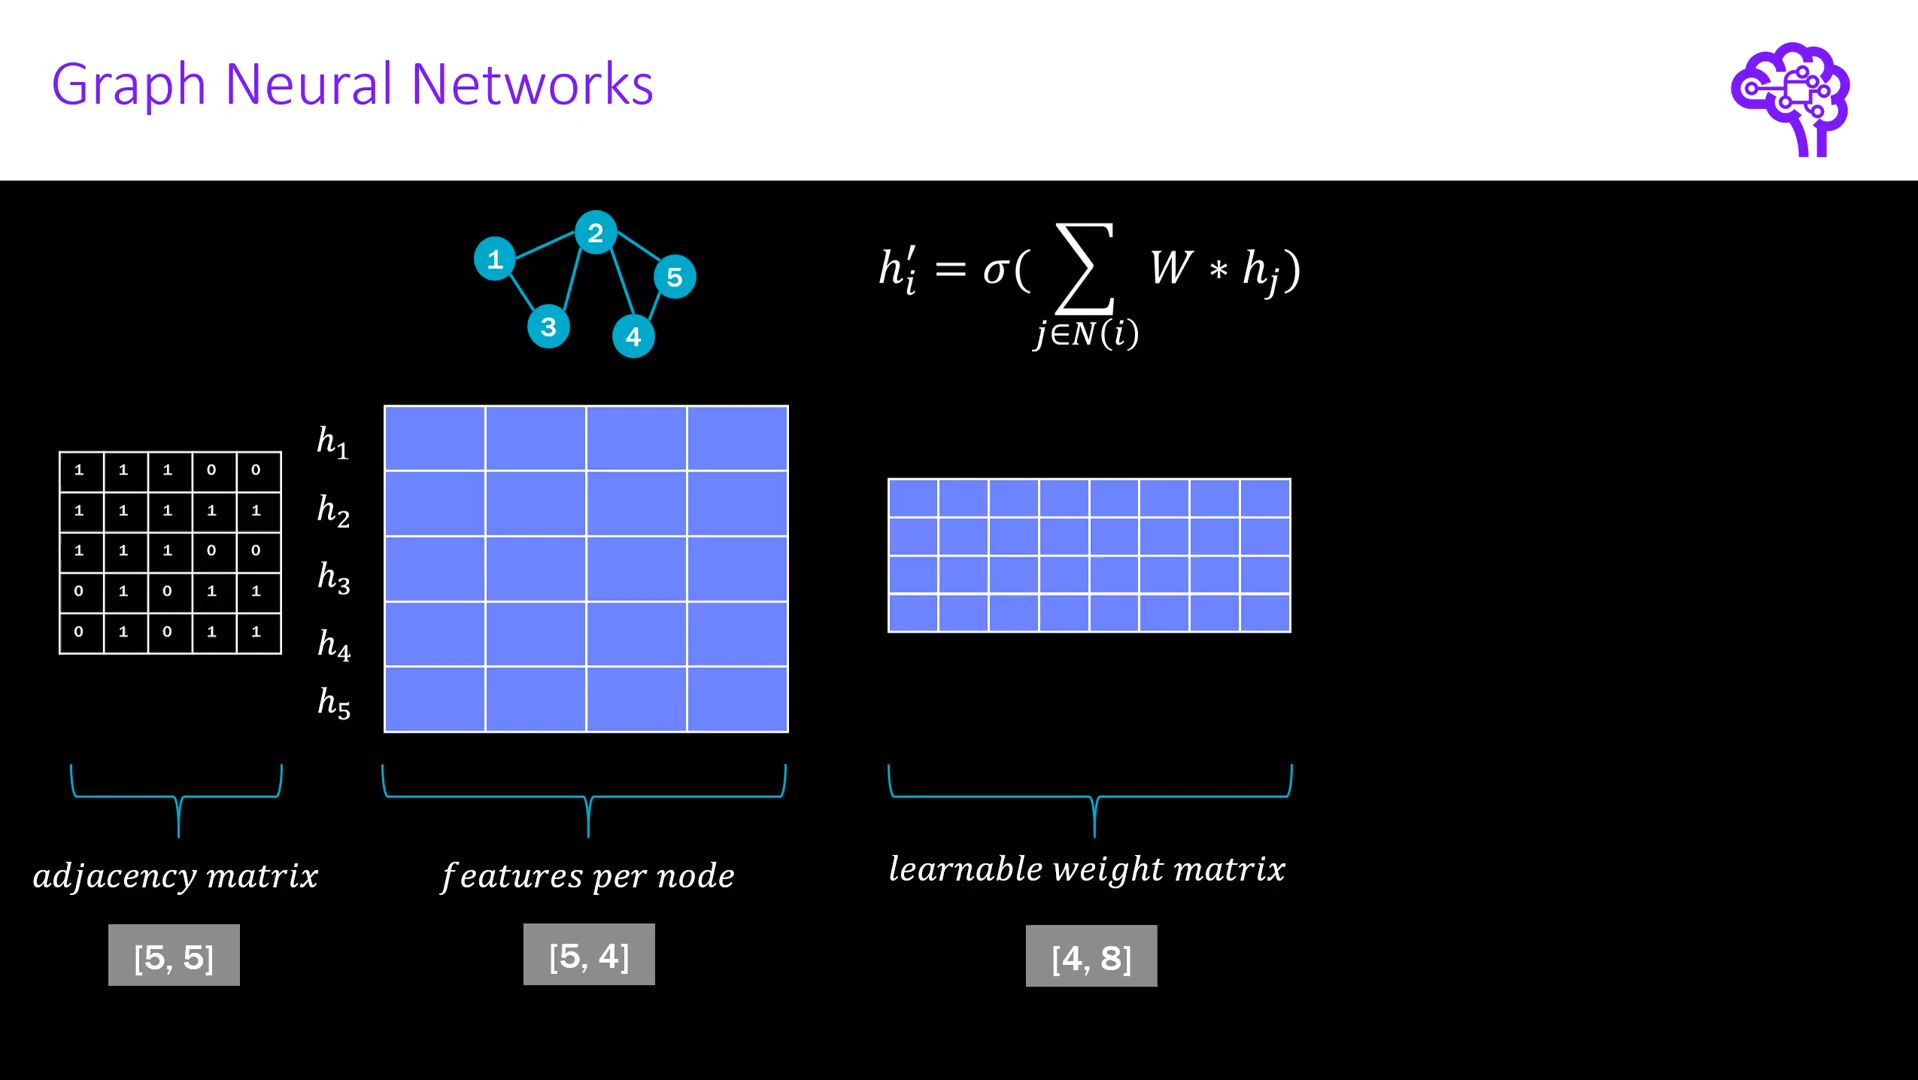 Graph Neural Networks
1
2
5
3
4
h′ᵢ = σ( ∑ W ∗ hⱼ)
j∈N(i)
1 1 1 0 0
1 1 1 1 1
1 1 1 0 0
0 1 0 1 1
0 1 0 1 1
h₁
h₂
h₃
h₄
h₅
adjacency matrix
features per node
learnable weight matrix
[5, 5]
[5, 4]
[4, 8]